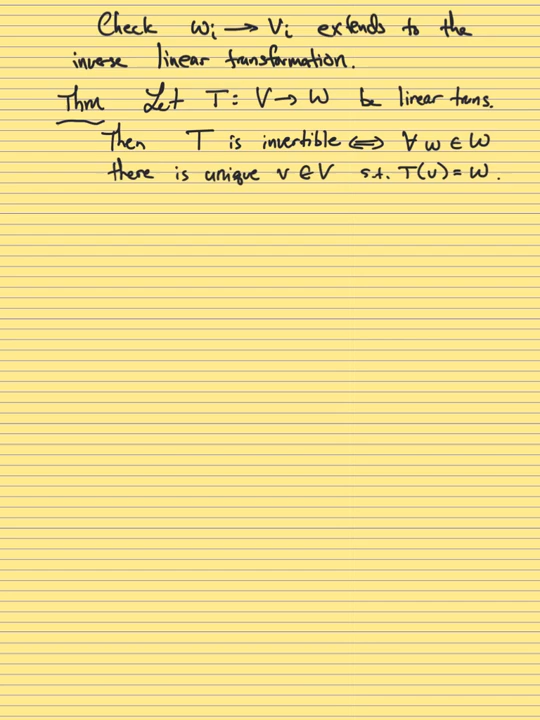 Check wᵢ → vᵢ extends to the
inverse linear transformation.
Thm Let T: V → W be linear trans.
Then T is invertible ⟺ ∀ w ∈ W
there is unique v ∈ V s.t. T(v) = w.